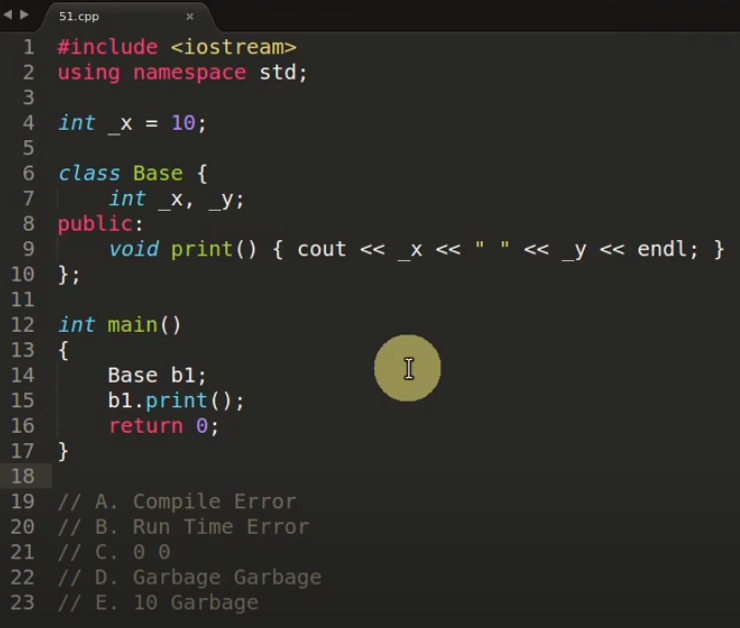 51.cpp ×
1 #include <iostream>
2 using namespace std;
3
4 int _x = 10;
5
6 class Base {
7     int _x, _y;
8 public:
9     void print() { cout << _x << " " << _y << endl; }
10 };
11
12 int main()
13 {
14     Base b1;
15     b1.print();
16     return 0;
17 }
18
19 // A. Compile Error
20 // B. Run Time Error
21 // C. 0 0
22 // D. Garbage Garbage
23 // E. 10 Garbage